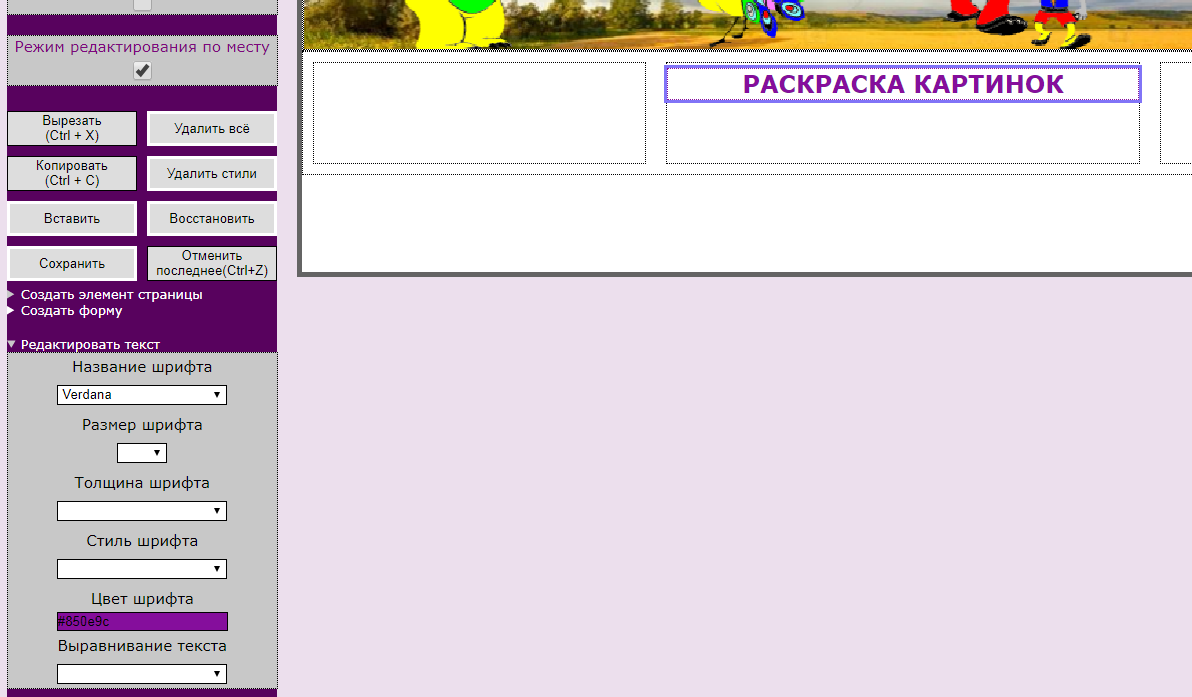 Режим редактирования по месту
Вырезать
(Ctrl + X)
Удалить всё
Копировать
(Ctrl + C)
Удалить стили
Вставить
Восстановить
Сохранить
Отменить
последнее(Ctrl+Z)
Создать элемент страницы
Создать форму
Редактировать текст
Название шрифта
Verdana
Размер шрифта
Толщина шрифта
Стиль шрифта
Цвет шрифта
#850e9c
Выравнивание текста
РАСКРАСКА КАРТИНОК